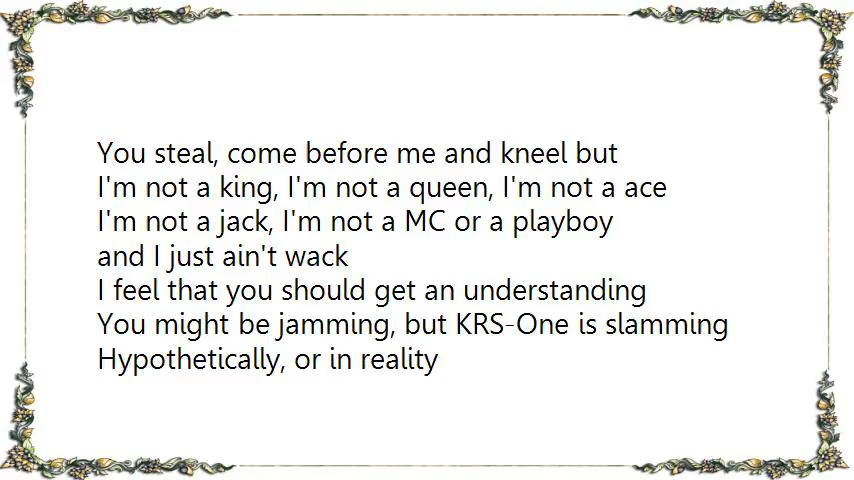 You steal, come before me and kneel but
I'm not a king, I'm not a queen, I'm not a ace
I'm not a jack, I'm not a MC or a playboy
and I just ain't wack
I feel that you should get an understanding
You might be jamming, but KRS-One is slamming
Hypothetically, or in reality